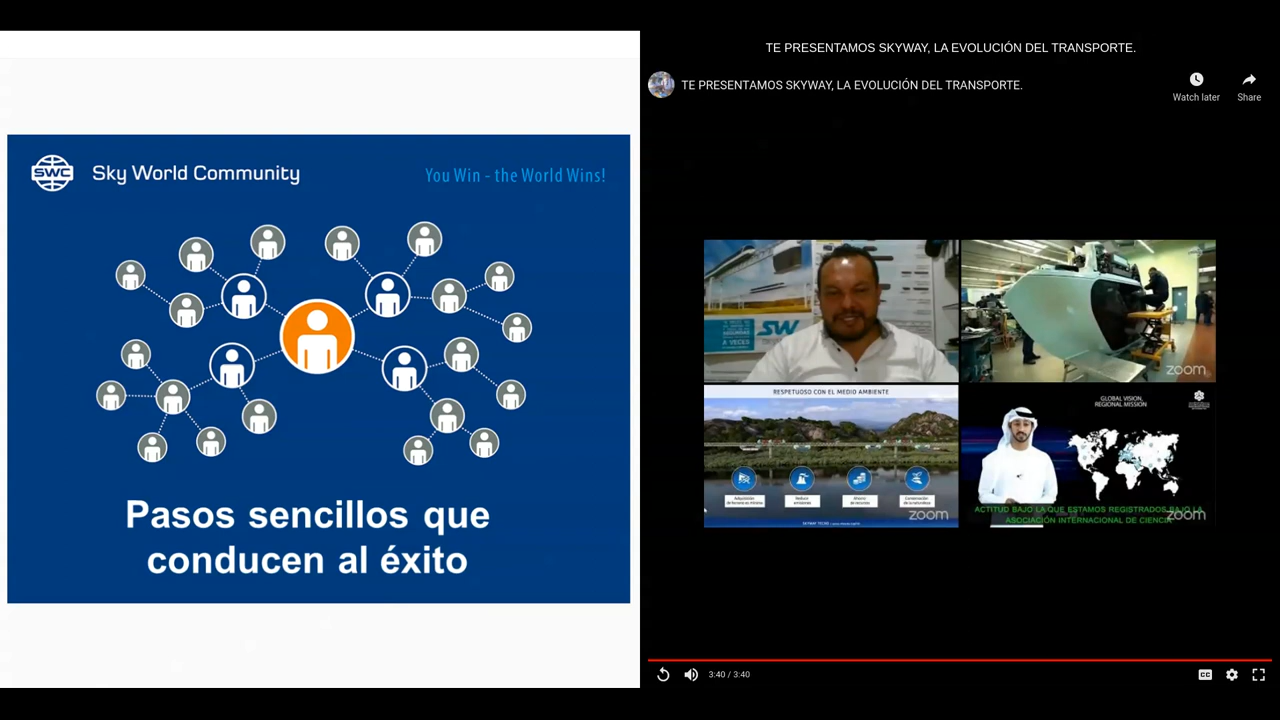 SWC
Sky World Community
You Win - the World Wins!
Pasos sencillos que
conducen al éxito
TE PRESENTAMOS SKYWAY, LA EVOLUCIÓN DEL TRANSPORTE.
TE PRESENTAMOS SKYWAY, LA EVOLUCIÓN DEL TRANSPORTE.
Watch later
Share
SW
A VECES
zoom
RESPETUOSO CON EL MEDIO AMBIENTE
zoom
GLOBAL VISION,
REGIONAL MISSION
ACTITUD BAJO LA QUE ESTAMOS REGISTRADOS BAJO LA
ASOCIACIÓN INTERNACIONAL DE CIENCIA
zoom
3:40 / 3:40
CC